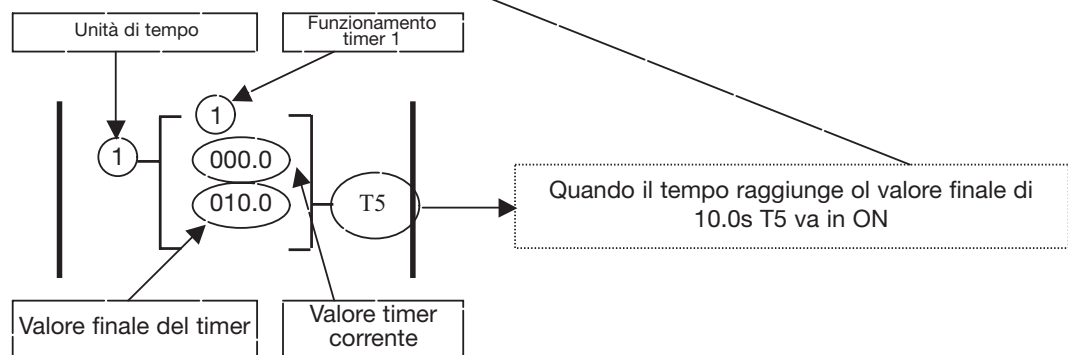 Unità di tempo
Funzionamento
timer 1
1
1
000.0
010.0
T5
Quando il tempo raggiunge ol valore finale di
10.0s T5 va in ON
Valore finale del timer
Valore timer
corrente